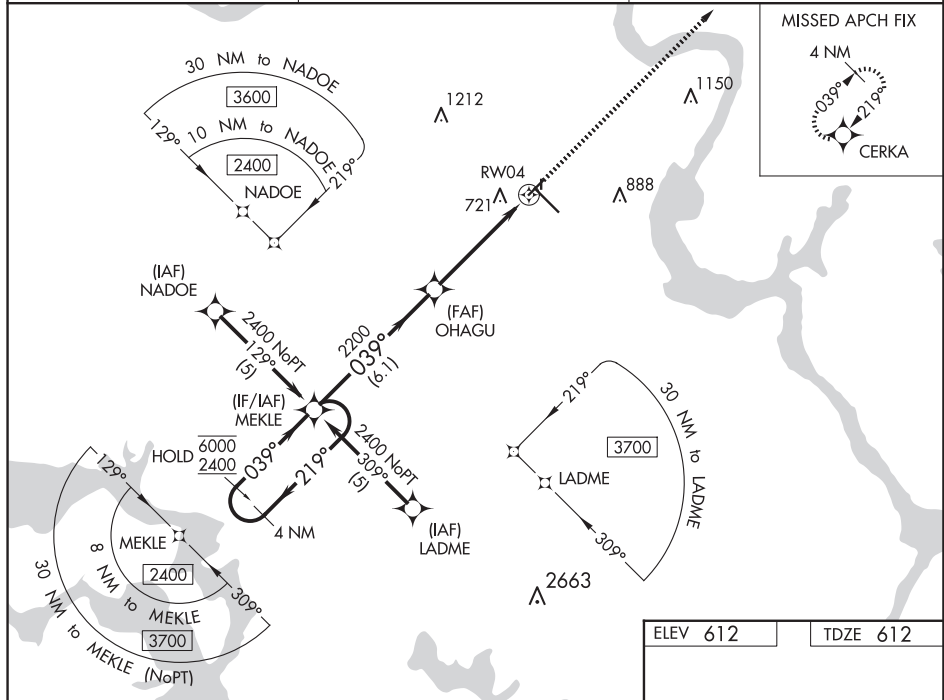 MISSED APCH FIX
4 NM
039°
219°
CERKA
30 NM to NADOE
3600
10 NM to NADOE
2400
129°
219°
NADOE
1212
1150
RW04
721
888
(IAF)
NADOE
2400 NoPT
129°
(5)
(FAF)
OHAGU
2200
039°
(6.1)
(IF/IAF)
MEKLE
HOLD
6000
2400
039°
219°
4 NM
2400 NoPT
309°
(5)
(IAF)
LADME
219°
30 NM to LADME
3700
LADME
309°
129°
MEKLE
2400
8 NM to MEKLE
309°
3700
30 NM to MEKLE (NoPT)
2663
ELEV 612
TDZE 612